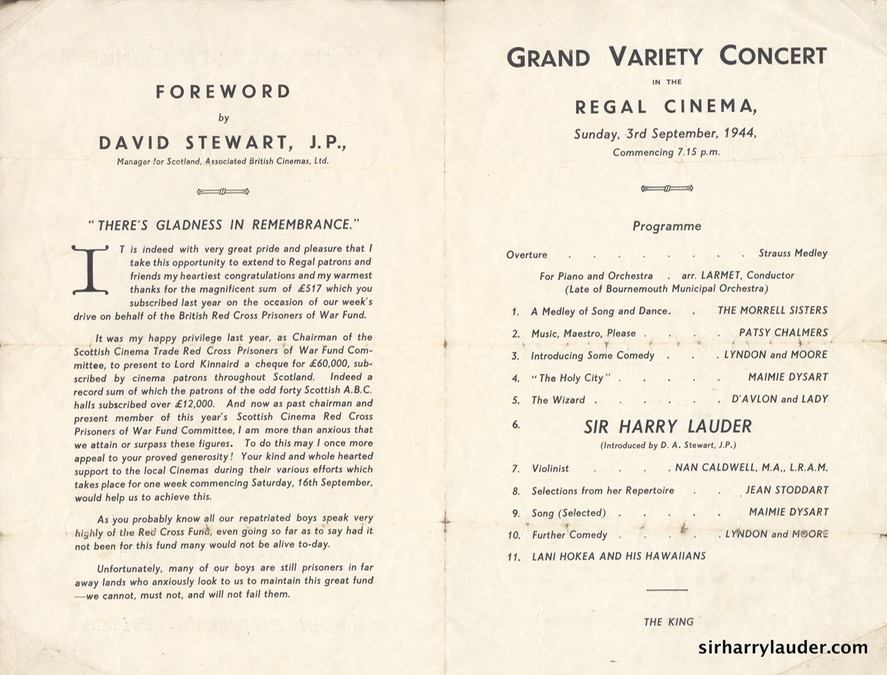 FOREWORD
by
DAVID STEWART, J.P.,
Manager for Scotland, Associated British Cinemas, Ltd.
"THERE'S GLADNESS IN REMEMBRANCE."
IT is indeed with very great pride and pleasure that I
take this opportunity to extend to Regal patrons and
friends my heartiest congratulations and my warmest
thanks for the magnificent sum of £517 which you
subscribed last year on the occasion of our week's
drive on behalf of the British Red Cross Prisoners of War Fund.
It was my happy privilege last year, as Chairman of the
Scottish Cinema Trade Red Cross Prisoners of War Fund Com-
mittee, to present to Lord Kinnaird a cheque for £60,000, sub-
scribed by cinema patrons throughout Scotland. Indeed a
record sum of which the patrons of the odd forty Scottish A.B.C.
halls subscribed over £12,000. And now as past chairman and
present member of this year's Scottish Cinema Red Cross
Prisoners of War Fund Committee, I am more than anxious that
we attain or surpass these figures. To do this may I once more
appeal to your proved generosity! Your kind and whole hearted
support to the local Cinemas during their various efforts which
takes place for one week commencing Saturday, 16th September,
would help us to achieve this.
As you probably know all our repatriated boys speak very
highly of the Red Cross Fund, even going so far as to say had it
not been for this fund many would not be alive to-day.
Unfortunately, many of our boys are still prisoners in far
away lands who anxiously look to us to maintain this great fund
—we cannot, must not, and will not fail them.
GRAND VARIETY CONCERT
IN THE
REGAL CINEMA,
Sunday, 3rd September, 1944,
Commencing 7.15 p.m.
Programme
Overture . . . . . . . . Strauss Medley
For Piano and Orchestra . arr. LARMET, Conductor
(Late of Bournemouth Municipal Orchestra)
1. A Medley of Song and Dance. . THE MORRELL SISTERS
2. Music, Maestro, Please . . . . PATSY CHALMERS
3. Introducing Some Comedy . . . LYNDON and MOORE
4. "The Holy City" . . . . . MAIMIE DYSART
5. The Wizard . . . . . D'AVLON and LADY
6. SIR HARRY LAUDER
(Introduced by D. A. Stewart, J.P.)
7. Violinist . . . . NAN CALDWELL, M.A., L.R.A.M.
8. Selections from her Repertoire . . JEAN STODDART
9. Song (Selected) . . . . . MAIMIE DYSART
10. Further Comedy . . . . LYNDON and MOORE
11. LANI HOKEA AND HIS HAWAIIANS
THE KING
sirharrylauder.com